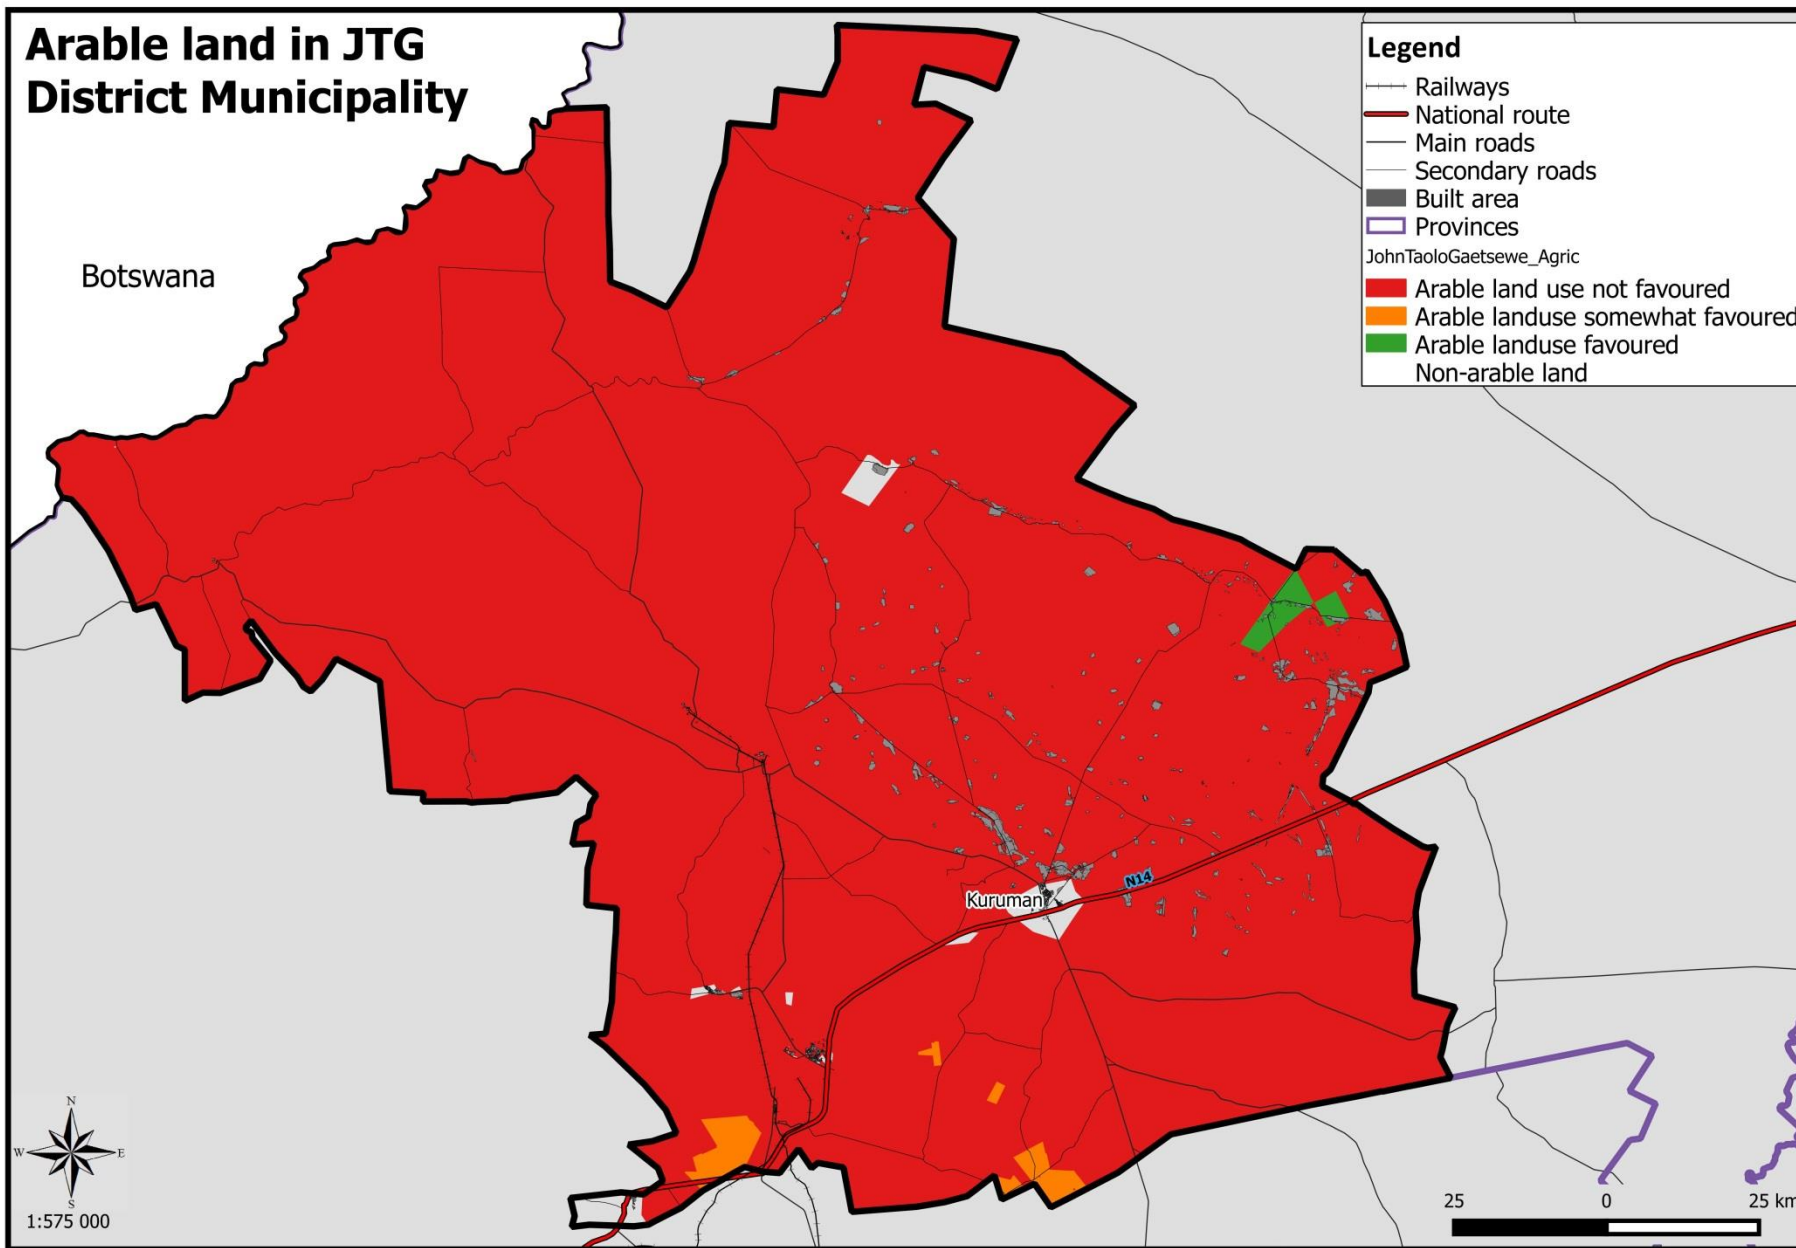 Arable land in JTG
District Municipality
Botswana
Legend
Railways
National route
Main roads
Secondary roads
Built area
Provinces
JohnTaoloGaetsewe_Agric
Arable land use not favoured
Arable landuse somewhat favoured
Arable landuse favoured
Non-arable land
N14
Kuruman
N
W E
S
1:575 000
25 0 25 km